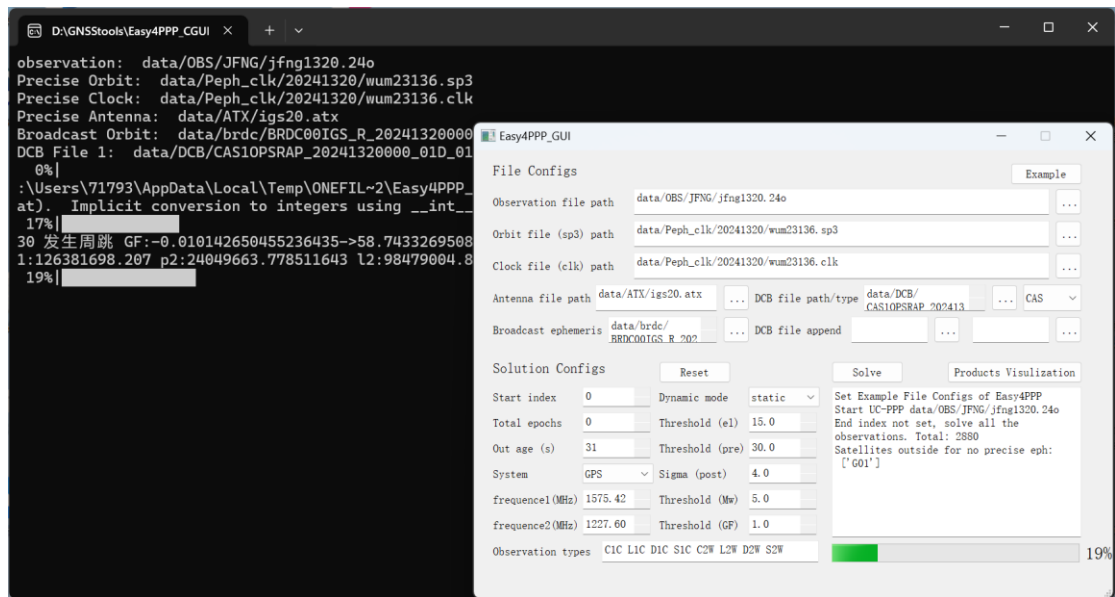 D:\GNSStools\Easy4PPP_CGUI
observation:  data/OBS/JFNG/jfng1320.24o
Precise Orbit:  data/Peph_clk/20241320/wum23136.sp3
Precise Clock:  data/Peph_clk/20241320/wum23136.clk
Precise Antenna:  data/ATX/igs20.atx
Broadcast Orbit:  data/brdc/BRDC00IGS_R_20241320000
DCB File 1:  data/DCB/CAS1OPSRAP_20241320000_01D_01
0%|
:\Users\71793\AppData\Local\Temp\ONEFIL~2\Easy4PPP_
at).  Implicit conversion to integers using __int__
17%|
30 发生周跳 GF:-0.010142650455236435->58.7433269508
1:126381698.207 p2:24049663.778511643 l2:98479004.8
19%|
Easy4PPP_GUI
File Configs
Example
Observation file path data/OBS/JFNG/jfng1320.24o ...
Orbit file (sp3) path data/Peph_clk/20241320/wum23136.sp3 ...
Clock file (clk) path data/Peph_clk/20241320/wum23136.clk ...
Antenna file path data/ATX/igs20.atx ... DCB file path/type data/DCB/ CAS1OPSRAP_202413 ... CAS
Broadcast ephemeris data/brdc/ BRDC00IGS_R_202 ... DCB file append ... ...
Solution Configs
Reset
Solve
Products Visulization
Start index 0 Dynamic mode static
Total epochs 0 Threshold (el) 15.0
Out age (s) 31 Threshold (pre) 30.0
System GPS Sigma (post) 4.0
frequence1(MHz) 1575.42 Threshold (Mw) 5.0
frequence2(MHz) 1227.60 Threshold (GF) 1.0
Observation types C1C L1C D1C S1C C2W L2W D2W S2W
Set Example File Configs of Easy4PPP
Start UC-PPP data/OBS/JFNG/jfng1320.24o
End index not set, solve all the
observations. Total: 2880
Satellites outside for no precise eph:
['G01']
19%